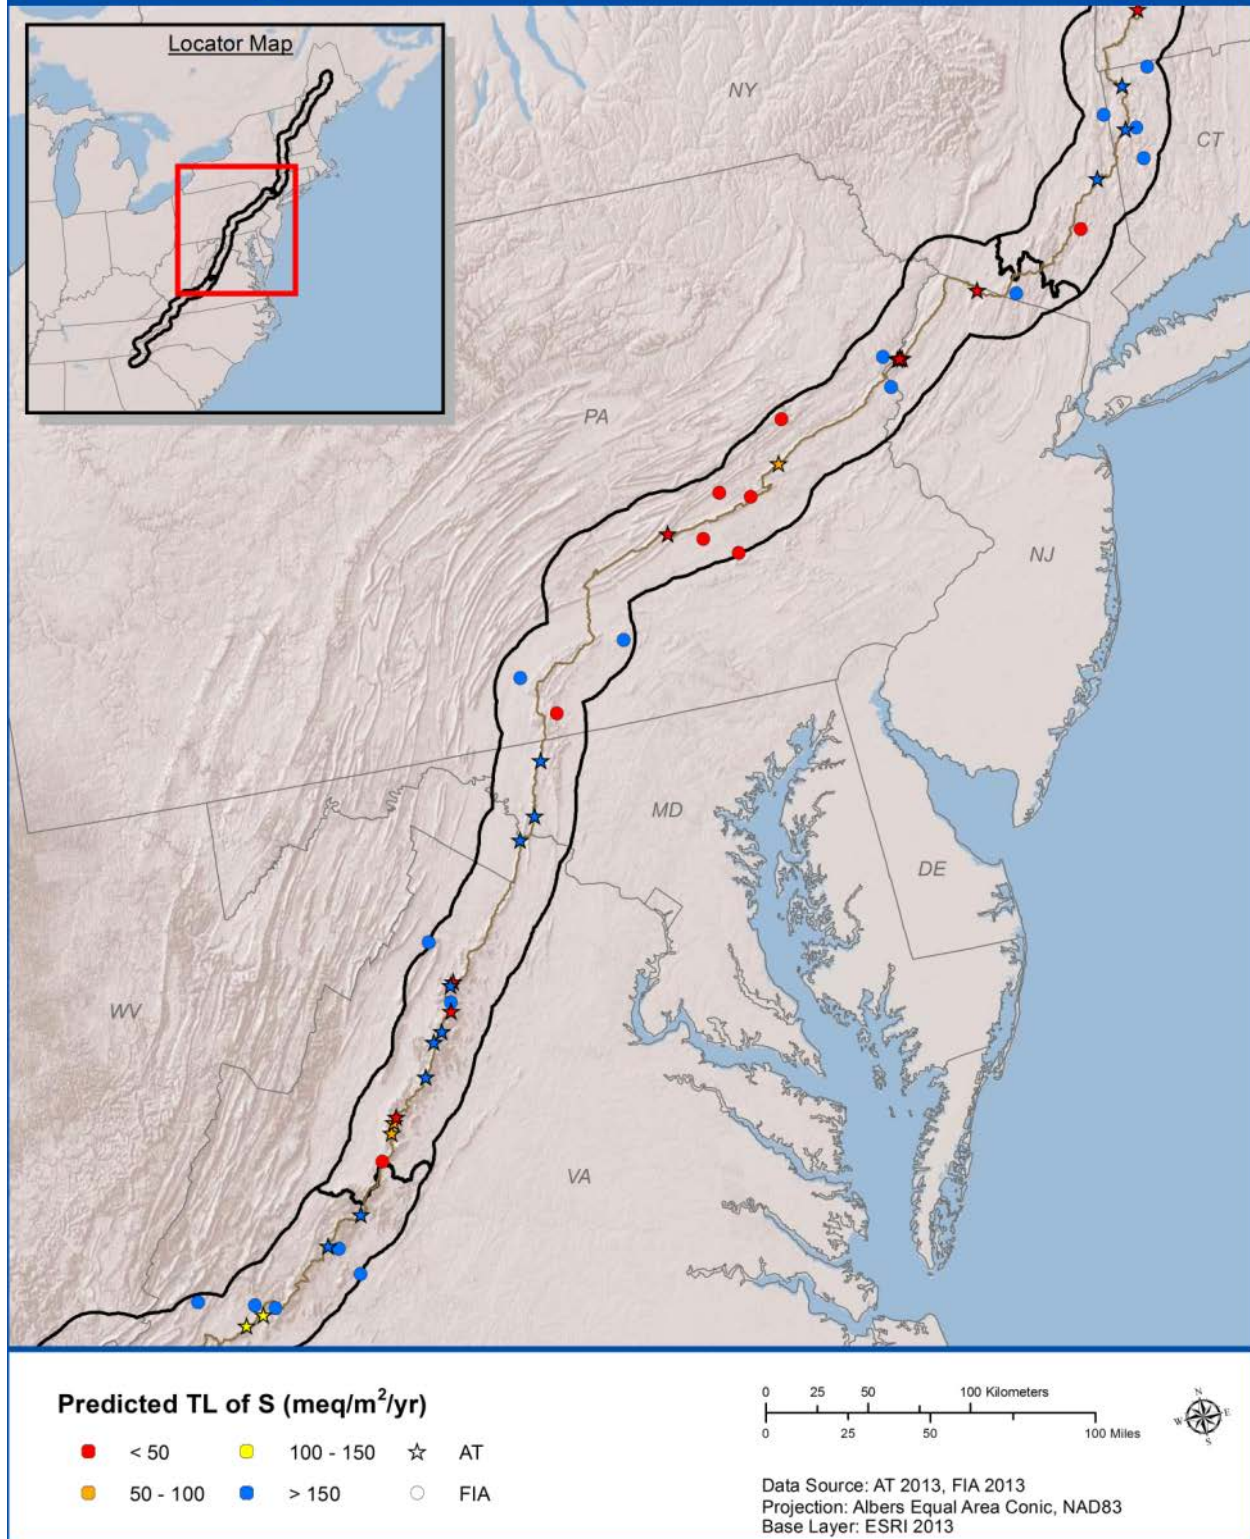 Locator Map
NY
CT
PA
NJ
MD
DE
WV
VA
Predicted TL of S (meq/m²/yr)
< 50
100 - 150
AT
50 - 100
> 150
FIA
0 25 50 100 Kilometers
0 25 50 100 Miles
N
W E
S
Data Source: AT 2013, FIA 2013
Projection: Albers Equal Area Conic, NAD83
Base Layer: ESRI 2013